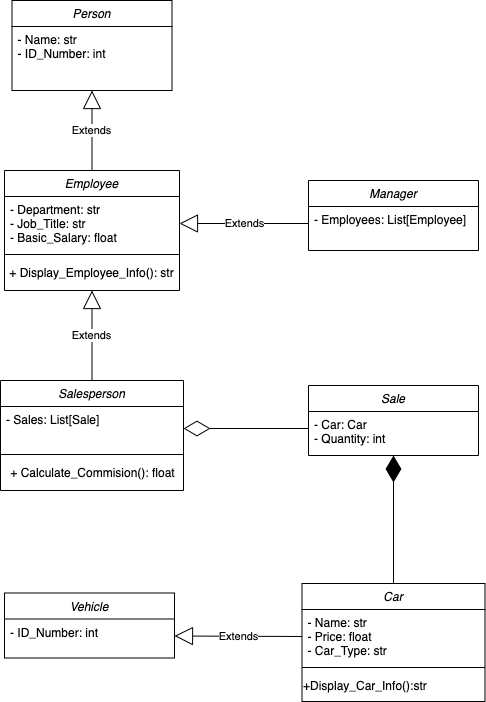 Person
- Name: str
- ID_Number: int
Extends
Employee
- Department: str
- Job_Title: str
- Basic_Salary: float
+ Display_Employee_Info(): str
Extends
Manager
- Employees: List[Employee]
Extends
Salesperson
- Sales: List[Sale]
+ Calculate_Commision(): float
Sale
- Car: Car
- Quantity: int
Vehicle
- ID_Number: int
Extends
Car
- Name: str
- Price: float
- Car_Type: str
+Display_Car_Info():str